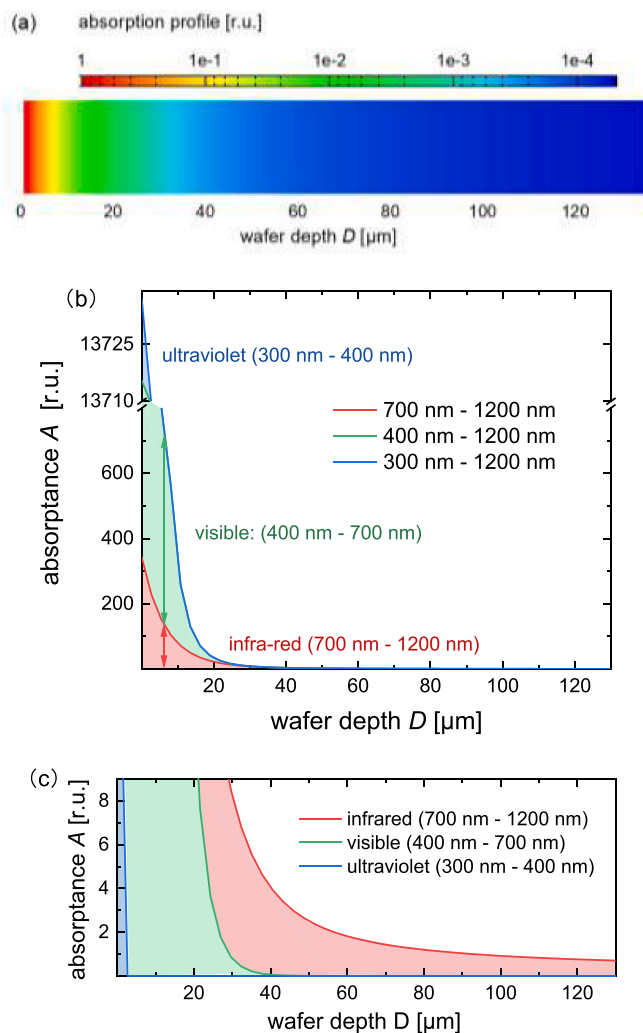 (a) absorption profile [r.u.]
1 1e-1 1e-2 1e-3 1e-4
0 20 40 60 80 100 120
wafer depth D [µm]
(b)
absorptance A [r.u.]
13725
13710
600
400
200
ultraviolet (300 nm - 400 nm)
700 nm - 1200 nm
400 nm - 1200 nm
300 nm - 1200 nm
visible: (400 nm - 700 nm)
infra-red (700 nm - 1200 nm)
20 40 60 80 100 120
wafer depth D [µm]
(c)
absorptance A [r.u.]
8
6
4
2
infrared (700 nm - 1200 nm)
visible (400 nm - 700 nm)
ultraviolet (300 nm - 400 nm)
20 40 60 80 100 120
wafer depth D [µm]